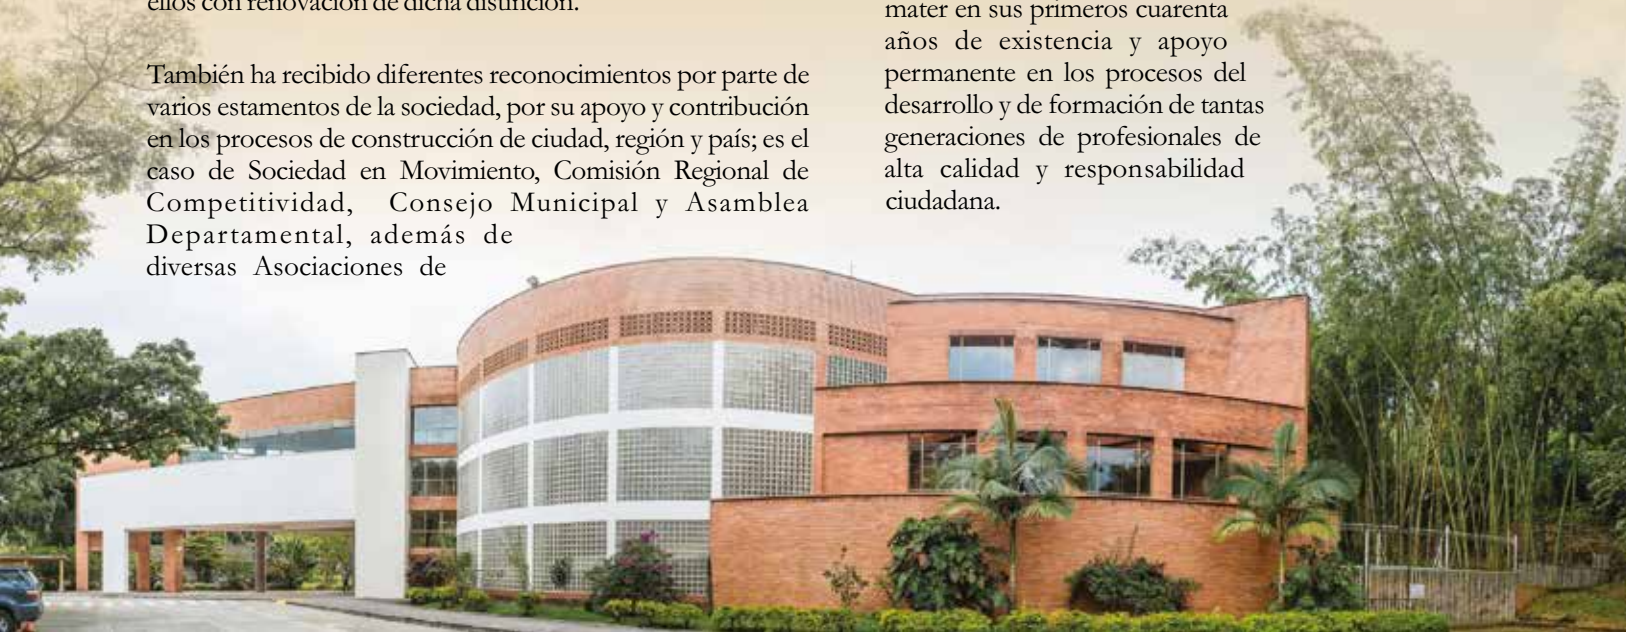 ellos con renovación de dicha distinción.
También ha recibido diferentes reconocimientos por parte de
varios estamentos de la sociedad, por su apoyo y contribución
en los procesos de construcción de ciudad, región y país; es el
caso de Sociedad en Movimiento, Comisión Regional de
Competitividad, Consejo Municipal y Asamblea
Departamental, además de
diversas Asociaciones de
mater en sus primeros cuarenta
años de existencia y apoyo
permanente en los procesos del
desarrollo y de formación de tantas
generaciones de profesionales de
alta calidad y responsabilidad
ciudadana.